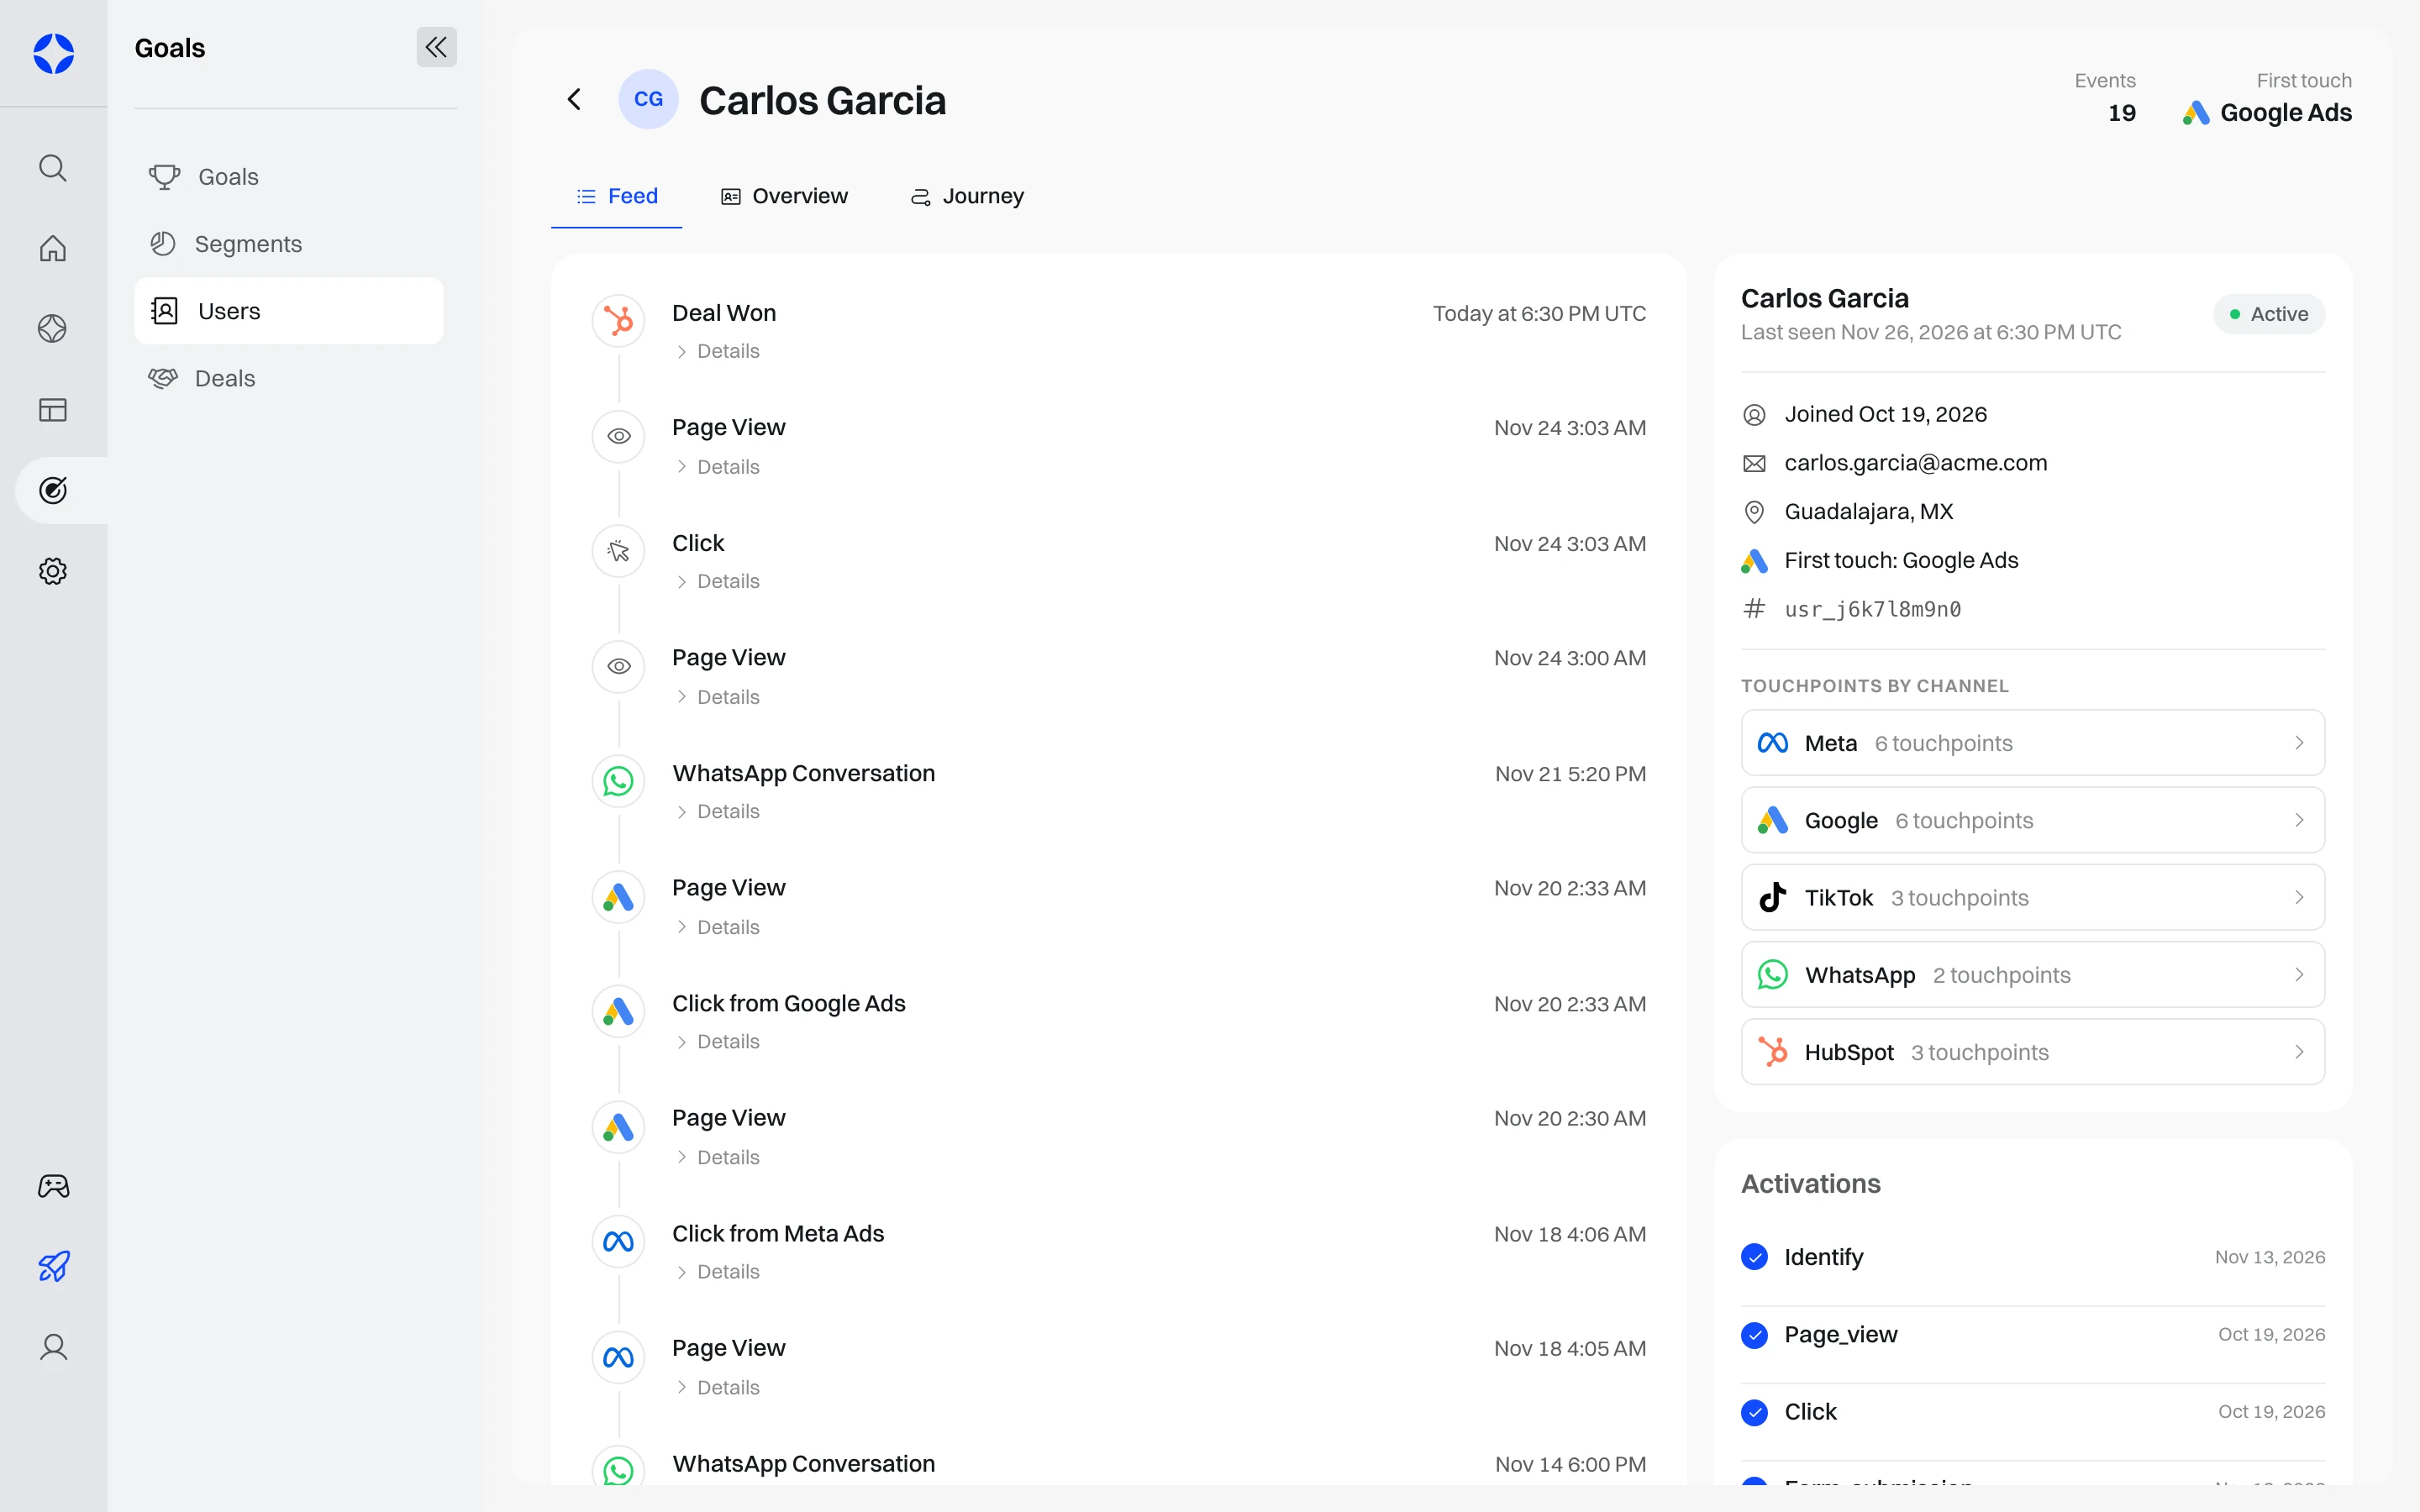 Goals
Goals
Segments
Users
Deals
CG
Carlos Garcia
Events
19
First touch
Google Ads
Feed
Overview
Journey
Deal Won
Today at 6:30 PM UTC
Details
Page View
Nov 24 3:03 AM
Details
Click
Nov 24 3:03 AM
Details
Page View
Nov 24 3:00 AM
Details
WhatsApp Conversation
Nov 21 5:20 PM
Details
Page View
Nov 20 2:33 AM
Details
Click from Google Ads
Nov 20 2:33 AM
Details
Page View
Nov 20 2:30 AM
Details
Click from Meta Ads
Nov 18 4:06 AM
Details
Page View
Nov 18 4:05 AM
Details
WhatsApp Conversation
Nov 14 6:00 PM
Carlos Garcia
Last seen Nov 26, 2026 at 6:30 PM UTC
Active
Joined Oct 19, 2026
carlos.garcia@acme.com
Guadalajara, MX
First touch: Google Ads
# usr_j6k7l8m9n0
TOUCHPOINTS BY CHANNEL
Meta 6 touchpoints
Google 6 touchpoints
TikTok 3 touchpoints
WhatsApp 2 touchpoints
HubSpot 3 touchpoints
Activations
Identify
Nov 13, 2026
Page_view
Oct 19, 2026
Click
Oct 19, 2026